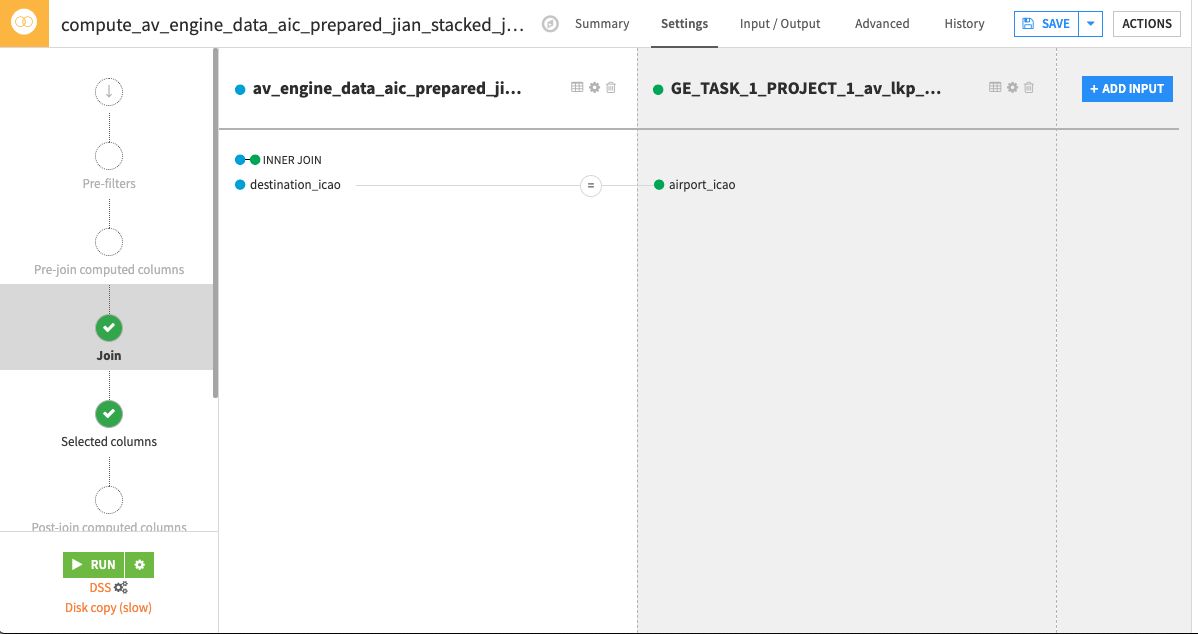 compute_av_engine_data_aic_prepared_jian_stacked_j...
Summary
Settings
Input / Output
Advanced
History
SAVE
ACTIONS
Pre-filters
Pre-join computed columns
Join
Selected columns
Post-join computed columns
RUN
DSS
Disk copy (slow)
av_engine_data_aic_prepared_ji...
GE_TASK_1_PROJECT_1_av_lkp_...
+ ADD INPUT
INNER JOIN
destination_icao
=
airport_icao